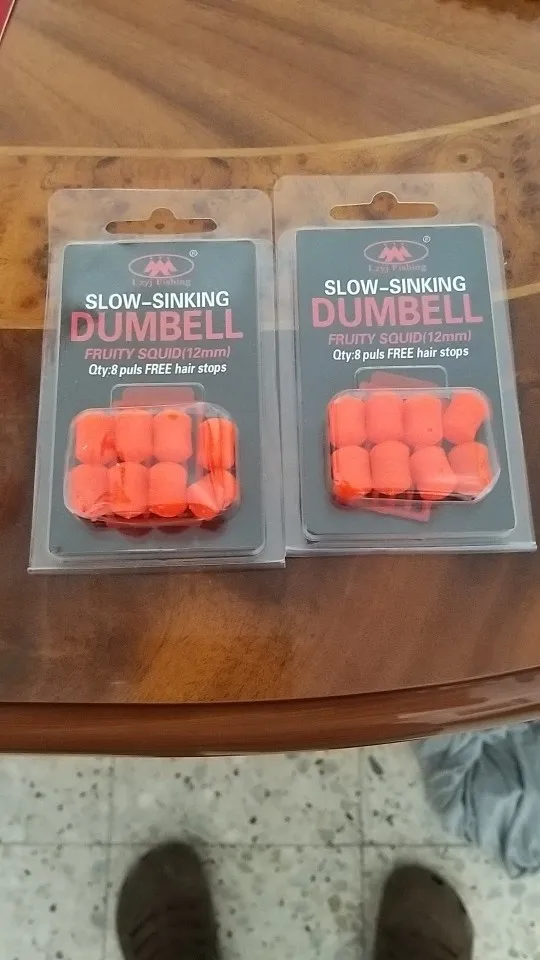 ®
Lzyj Fishing
SLOW-SINKING
DUMBELL
FRUITY SQUID(12mm)
Qty:8 puls FREE hair stops
®
Lzyj Fishing
SLOW-SINKING
DUMBELL
FRUITY SQUID(12mm)
Qty:8 puls FREE hair stops